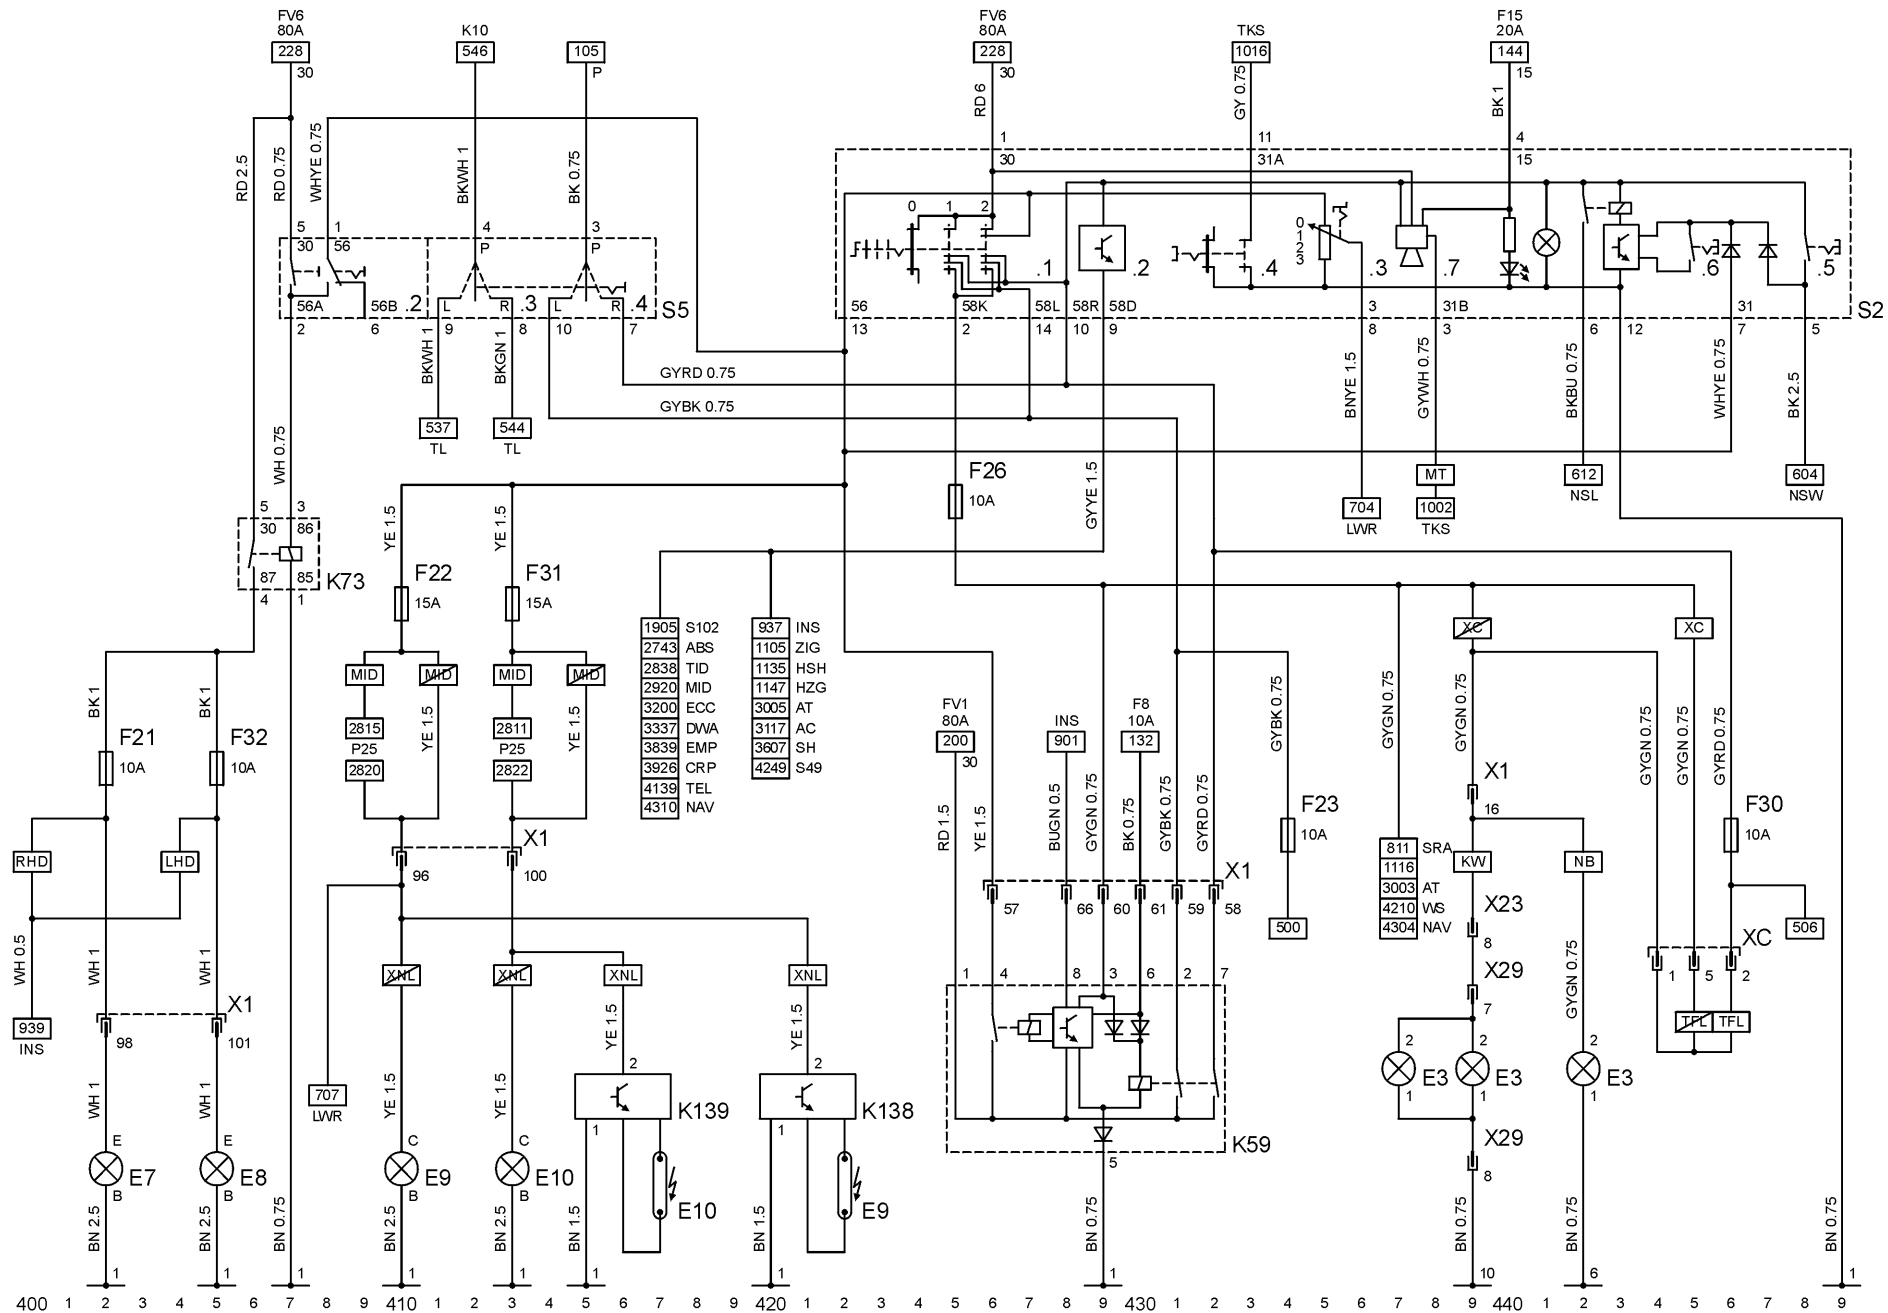 FV6 K10 FV6 TKS F15
80A 80A 20A
228 546 105 228 1016 144
30 P 30 15
RD 2.5 RD 0.75 WHYE 0.75 BKWH 1 BK 0.75 RD 6 GY 0.75 BK 1
1 11 4
30 31A 15
0 1 2 0
1
2
3
5 1 4 3
30 56 P P
.1 .2 .4 .3 .7 .6 .5
56A 56B .2 L R .3 L R .4 S5
56 58K 58L 58R 58D 3 31B 31 S2
2 6 9 8 10 7 13 2 14 10 9 8 3 6 12 7 5
BKWH 1 BKGN 1 BNYE 1.5 GYWH 0.75 BKBU 0.75 WHYE 0.75 BK 2.5
GYRD 0.75
GYBK 0.75
537 544
TL TL
WH 0.75 F26 GYYE 1.5 MT 612 604
10A NSL NSW
704 1002
LWR TKS
5 3
30 86
87 85 K73
4 1
YE 1.5 YE 1.5
F22 F31
15A 15A
1905 S102
2743 ABS
2838 TID
2920 MID
3200 ECC
3337 DWA
3839 EMP
3926 CRP
4139 TEL
4310 NAV
937 INS
1105 ZIG
1135 HSH
1147 HZG
3005 AT
3117 AC
3607 SH
4249 S49
XC XC
MID MID MID MID
BK 1 BK 1 2815 YE 1.5 2811 YE 1.5
P25 P25
2820 2822
F21 F32
10A 10A
FV1 INS F8
80A 10A
200 901 132
30
GYBK 0.75 GYGN 0.75 GYGN 0.75 GYGN 0.75 GYGN 0.75 GYRD 0.75
X1
16
F23 F30
10A 10A
RD 1.5 YE 1.5 BUGN 0.5 GYGN 0.75 BK 0.75 GYBK 0.75 GYRD 0.75
RHD LHD X1
96 100
811 SRA
1116
3003 AT
4210 WS
4304 NAV
KW NB
X1
57 66 60 61 59 58
500 X23 506
8
WH 0.5 WH 1 WH 1
XNL XNL XNL XNL
1 4 8 3 6 2 7
X29
7
GYGN 0.75
XC
1 5 2
939 X1
INS 98 101
TFL TFL
YE 1.5 YE 1.5
2 2
WH 1 WH 1 707 YE 1.5 YE 1.5
LWR
K139 K138
1 1
2 2 2
E3 E3 E3
1 1 1
K59
5
X29
8
E E C C
E7 E8 E9 E10
B B B B
E10 E9
BN 2.5 BN 2.5 BN 0.75 BN 1.5 BN 2.5 BN 1.5 BN 1.5 BN 0.75 BN 0.75 BN 0.75 BN 0.75
1 1 1 1 1 1 1 1 10 6 1
400 1 2 3 4 5 6 7 8 9 410 1 2 3 4 5 6 7 8 9 420 1 2 3 4 5 6 7 8 9 430 1 2 3 4 5 6 7 8 9 440 1 2 3 4 5 6 7 8 9